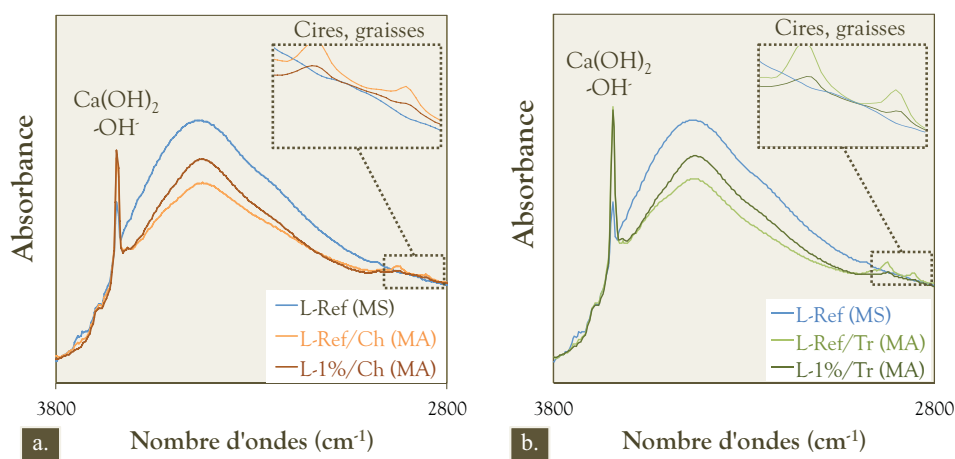 Cires, graisses
Ca(OH)2
-OH-
Absorbance
L-Ref (MS)
L-Ref/Ch (MA)
L-1%/Ch (MA)
3800
2800
a.
Nombre d'ondes (cm-1)
Cires, graisses
Ca(OH)2
-OH-
Absorbance
L-Ref (MS)
L-Ref/Tr (MA)
L-1%/Tr (MA)
3800
2800
b.
Nombre d'ondes (cm-1)